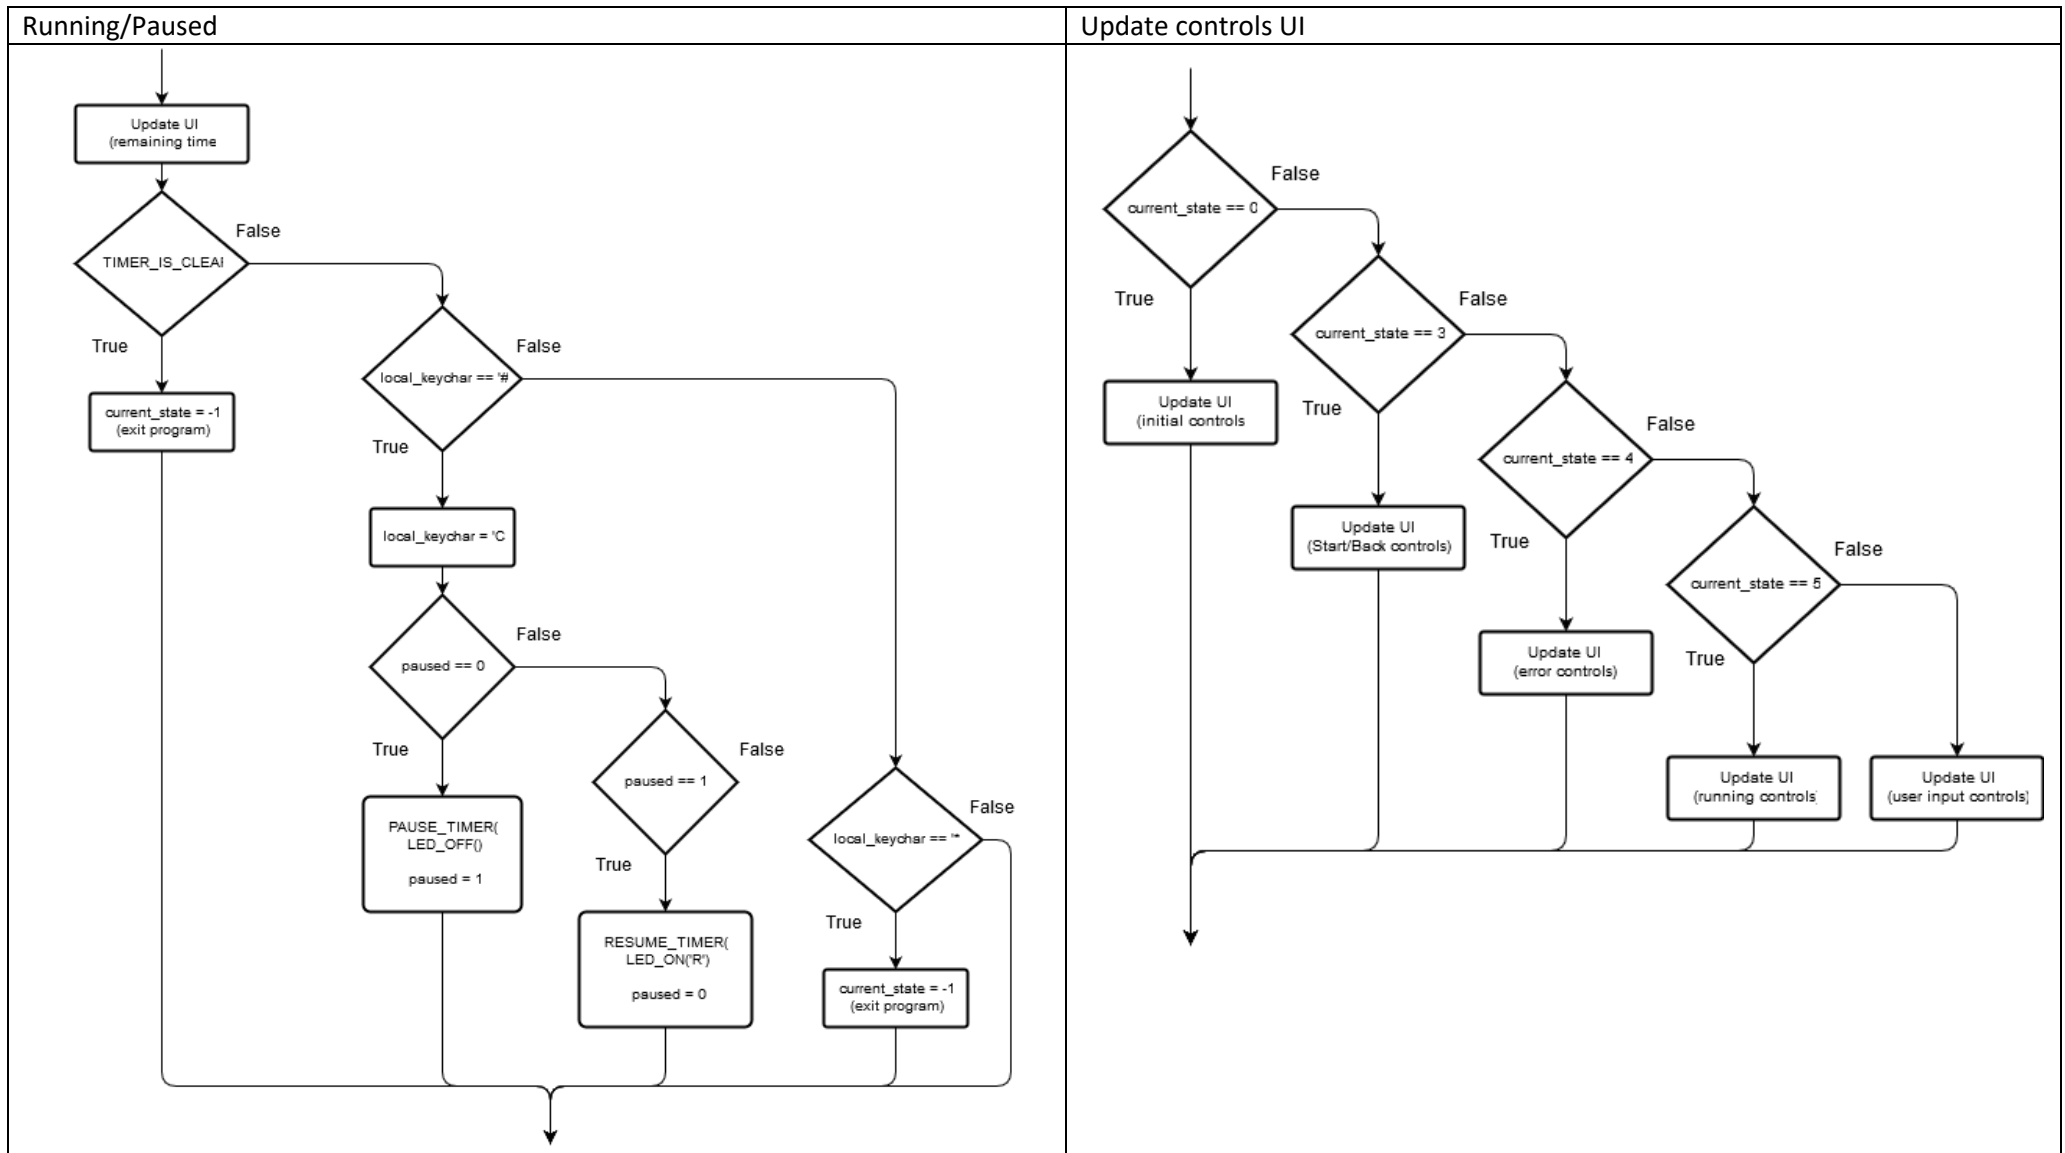 Running/Paused
Update UI
(remaining time
TIMER_IS_CLEAI
False
True
current_state = -1
(exit program)
local_keychar == '#
False
True
local_keychar = 'C
paused == 0
False
True
PAUSE_TIMER(
LED_OFF()
paused = 1
paused == 1
False
True
RESUME_TIMER(
LED_ON('R')
paused = 0
local_keychar == '*
False
True
current_state = -1
(exit program)
Update controls UI
current_state == 0
False
True
Update UI
(initial controls
current_state == 3
False
True
Update UI
(Start/Back controls)
current_state == 4
False
True
Update UI
(error controls)
current_state == 5
False
True
Update UI
(running controls)
Update UI
(user input controls)